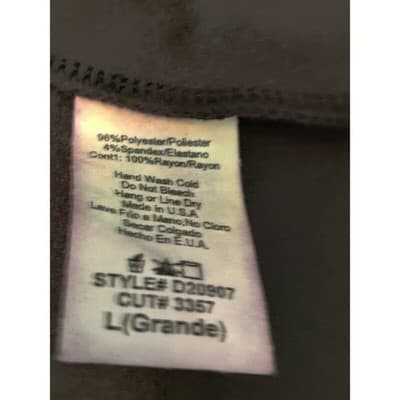 96%Polyester/Poliester
4%Spandex/Elastano
Cont1: 100%Rayon/Rayon
Hand Wash Cold
Do Not Bleach
Hang or Line Dry
Made in U.S.A
Lave Frio a Mano,No Cloro
Secar Colgado
Hecho En E.U.A.
STYLE# D20907
CUT# 3357
L(Grande)